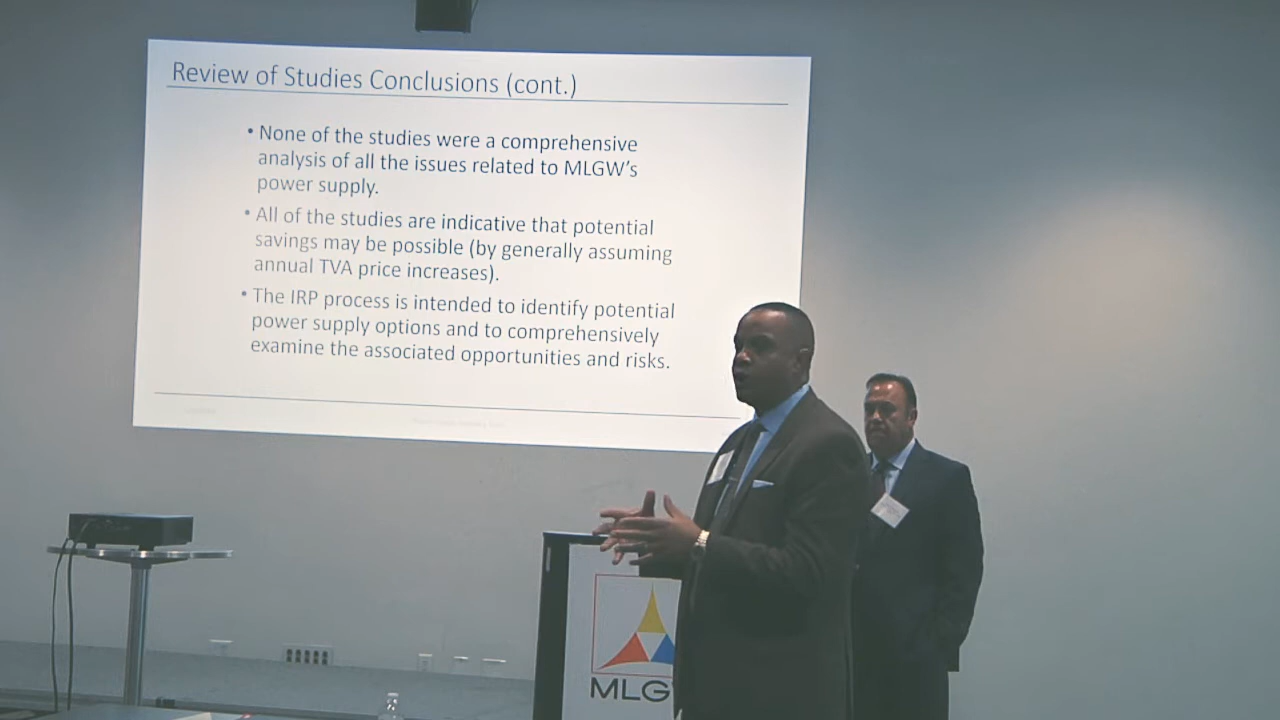 Review of Studies Conclusions (cont.)
• None of the studies were a comprehensive
analysis of all the issues related to MLGW's
power supply.
• All of the studies are indicative that potential
savings may be possible (by generally assuming
annual TVA price increases).
• The IRP process is intended to identify potential
power supply options and to comprehensively
examine the associated opportunities and risks.
MLG